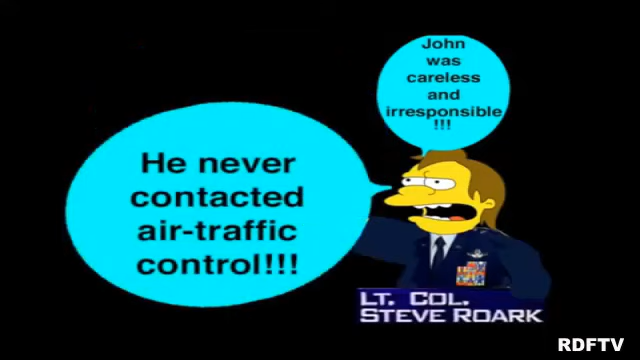 John
was
careless
and
irresponsible
!!!
He never
contacted
air-traffic
control!!!
LT. COL.
STEVE ROARK
RDFTV